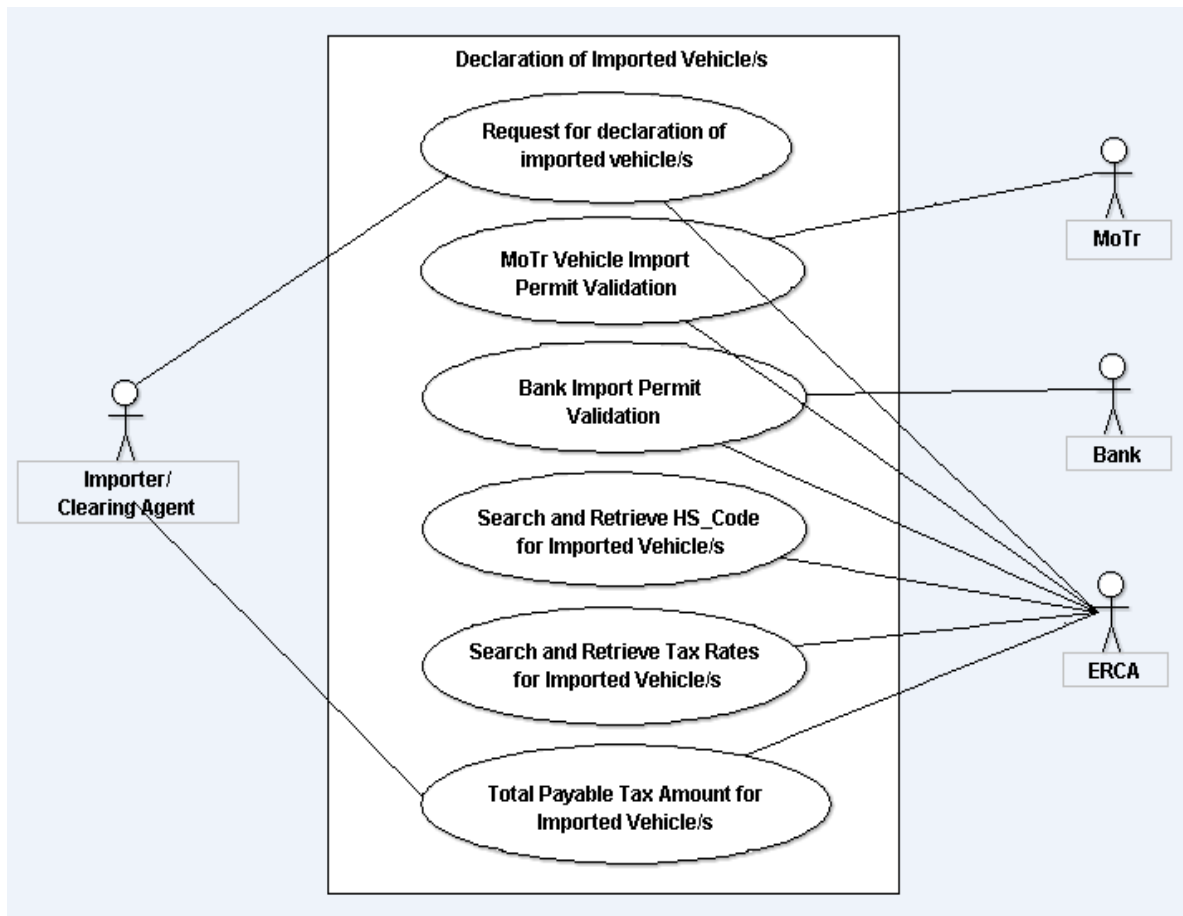 Declaration of Imported Vehicle/s
Request for declaration of
imported vehicle/s
MoTr Vehicle Import
Permit Validation
Bank Import Permit
Validation
Search and Retrieve HS_Code
for Imported Vehicle/s
Search and Retrieve Tax Rates
for Imported Vehicle/s
Total Payable Tax Amount for
Imported Vehicle/s
Importer/
Clearing Agent
MoTr
Bank
ERCA